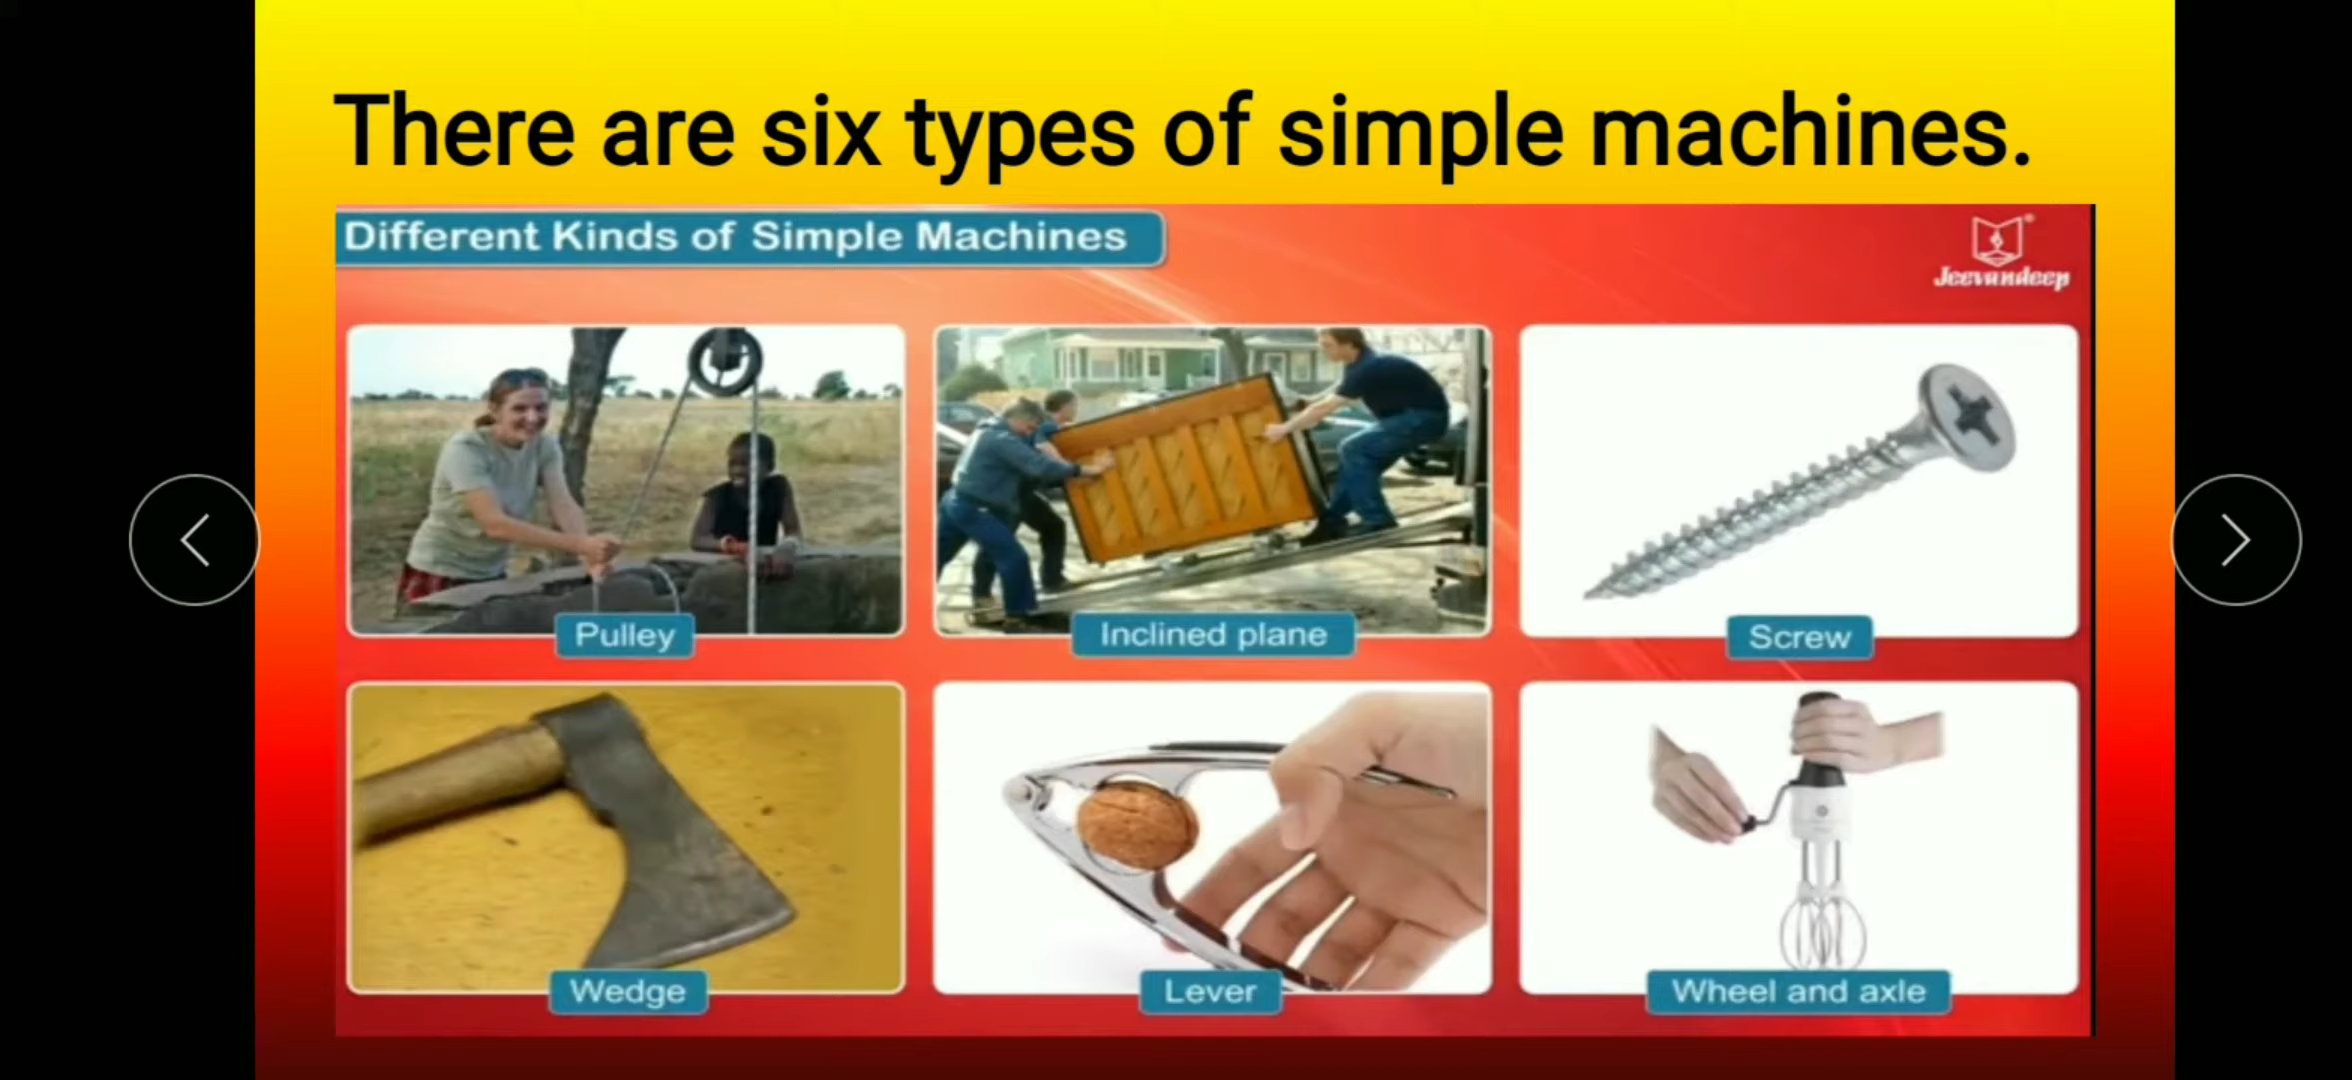 There are six types of simple machines.
Different Kinds of Simple Machines
Jeevandeep
Pulley
Inclined plane
Screw
Wedge
Lever
Wheel and axle